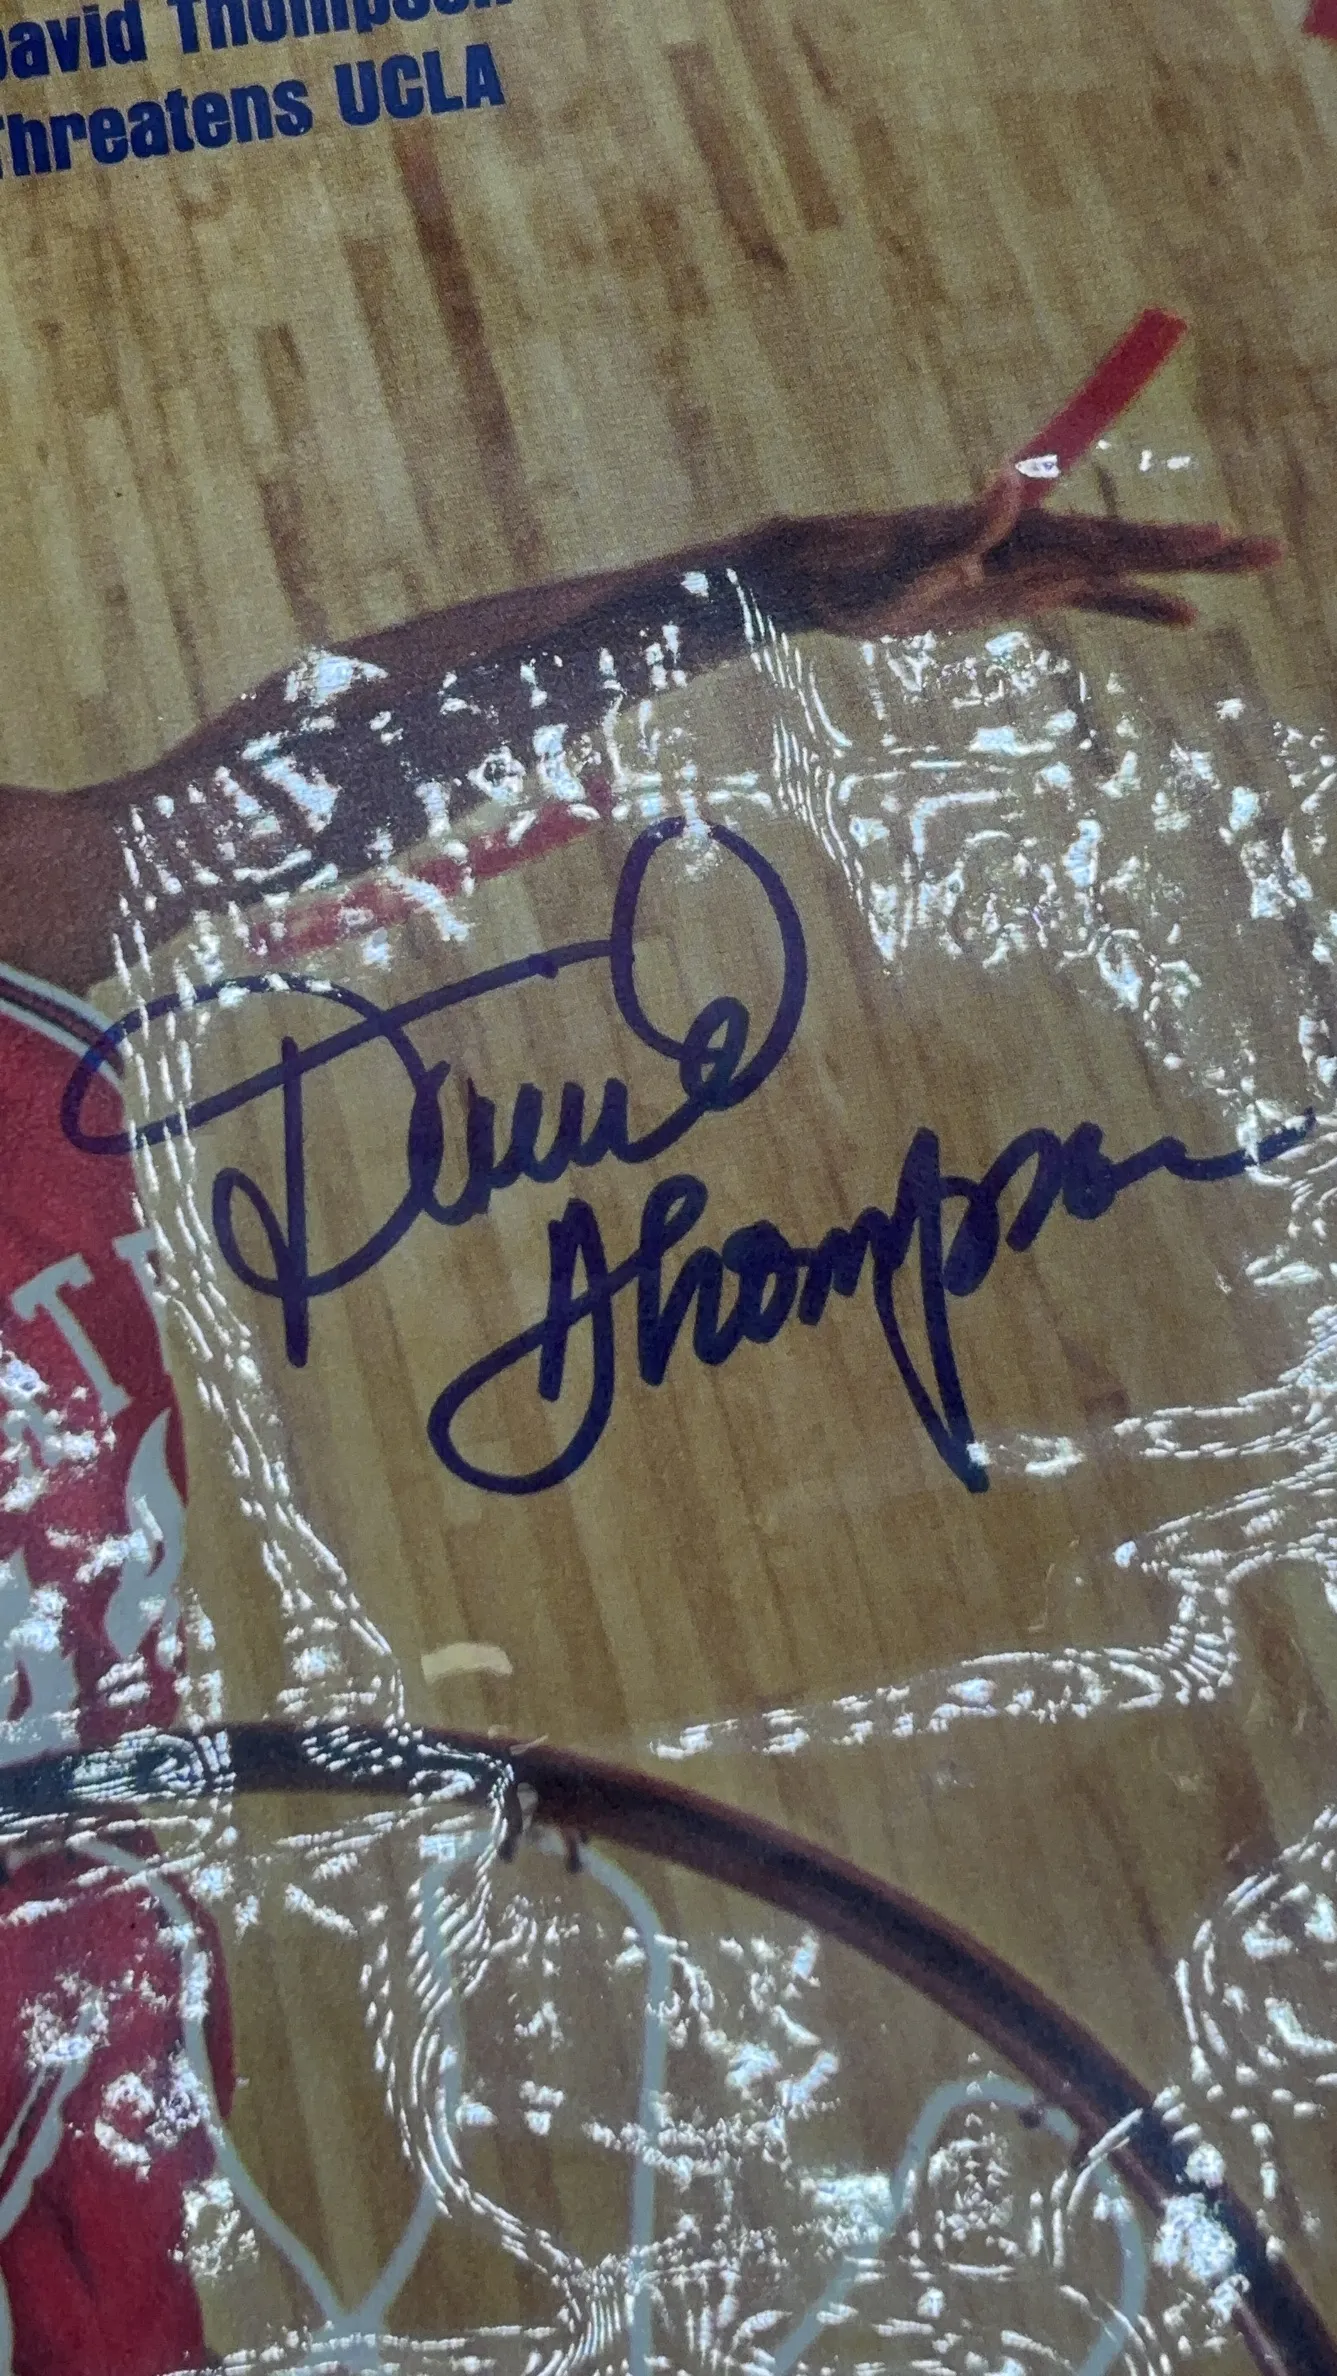 David Thompson
Threatens UCLA
David
Thompson